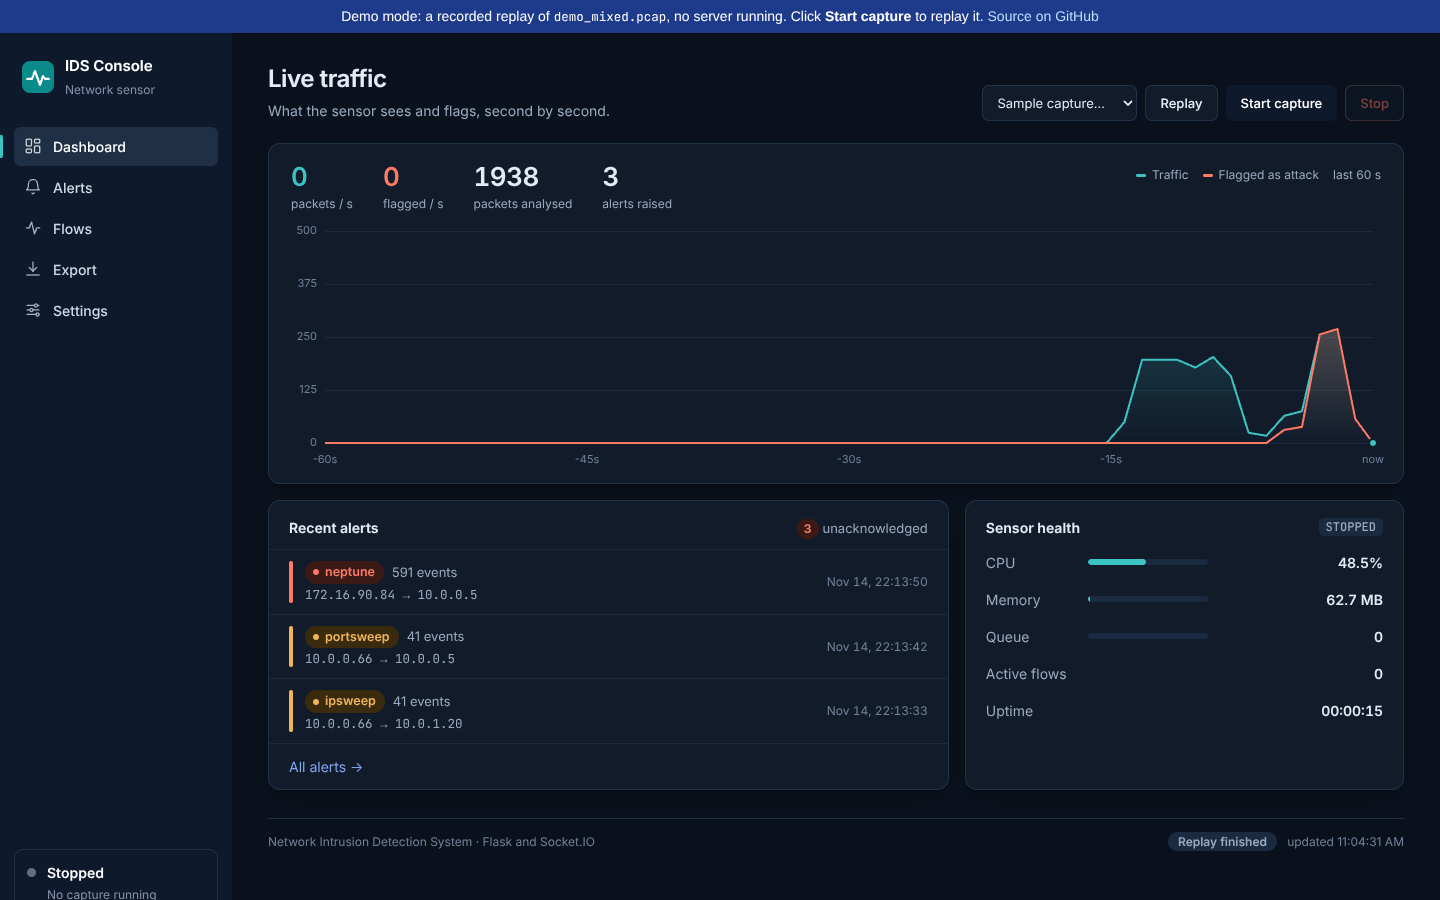 Demo mode: a recorded replay of demo_mixed.pcap, no server running. Click Start capture to replay it. Source on GitHub
IDS Console
Network sensor
Dashboard
Alerts
Flows
Export
Settings
Stopped
No capture running
Live traffic
What the sensor sees and flags, second by second.
Sample capture...
Replay
Start capture
Stop
0
packets / s
0
flagged / s
1938
packets analysed
3
alerts raised
Traffic
Flagged as attack
last 60 s
500
375
250
125
0
-60s
-45s
-30s
-15s
now
Recent alerts
3 unacknowledged
neptune 591 events
172.16.90.84 → 10.0.0.5
Nov 14, 22:13:50
portsweep 41 events
10.0.0.66 → 10.0.0.5
Nov 14, 22:13:42
ipsweep 41 events
10.0.0.66 → 10.0.1.20
Nov 14, 22:13:33
All alerts →
Sensor health
STOPPED
CPU 48.5%
Memory 62.7 MB
Queue 0
Active flows 0
Uptime 00:00:15
Network Intrusion Detection System · Flask and Socket.IO
Replay finished
updated 11:04:31 AM